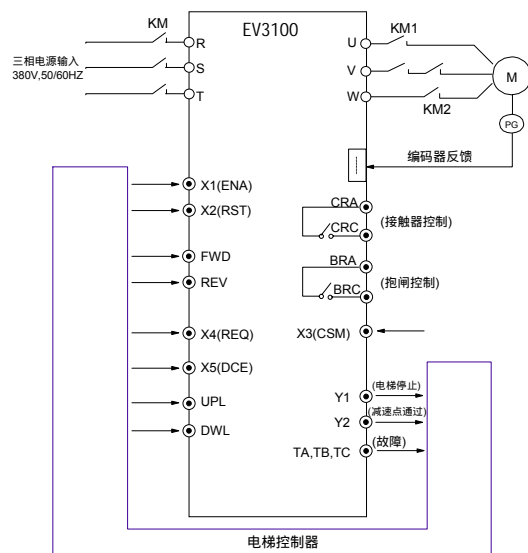 EV3100
KM
R
三相电源输入
380V,50/60HZ
S
T
U
KM1
V
M
W
KM2
PG
编码器反馈
X1(ENA)
X2(RST)
CRA
(接触器控制)
CRC
FWD
REV
BRA
(抱闸控制)
BRC
X4(REQ)
X3(CSM)
X5(DCE)
UPL
DWL
Y1
(电梯停止)
Y2
(减速点通过)
TA,TB,TC
(故障)
电梯控制器